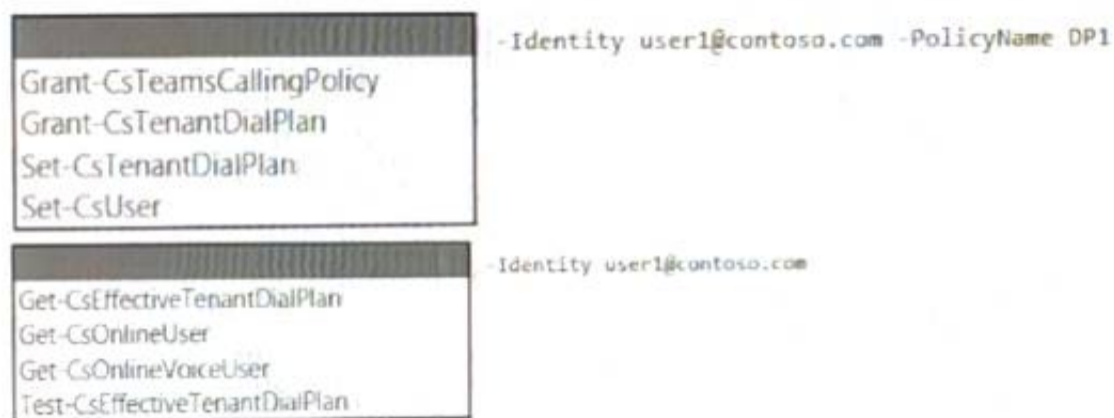 -Identity user1@contoso.com -PolicyName DP1
Grant-CsTeamsCallingPolicy
Grant-CsTenantDialPlan
Set-CsTenantDialPlan
Set-CsUser
-Identity user1@contoso.com
Get-CsEffectiveTenantDialPlan
Get-CsOnlineUser
Get-CsOnlineVoiceUser
Test-CsEffectiveTenantDialPlan